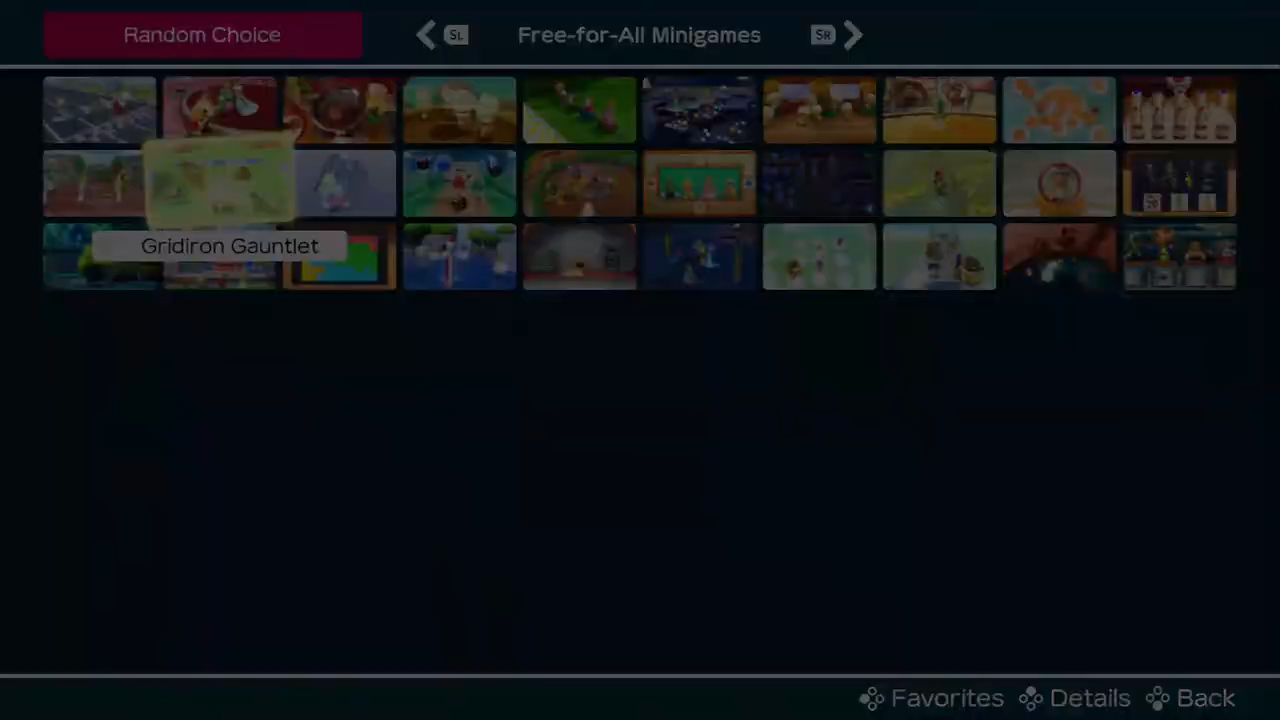 Random Choice
SL
Free-for-All Minigames
SR
Gridiron Gauntlet
Favorites
Details
Back